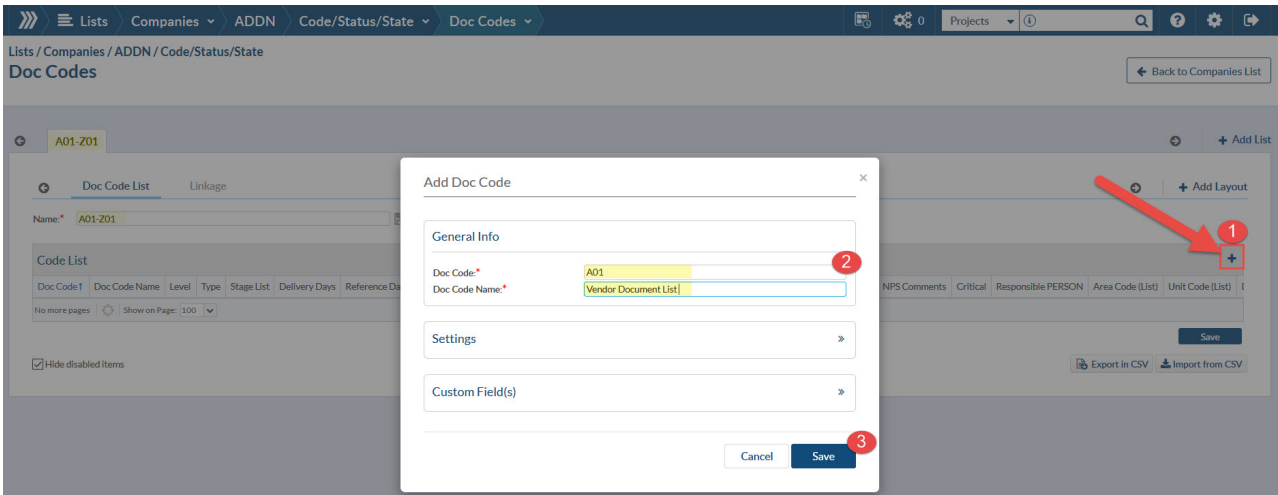 Lists Companies ADDN Code/Status/State Doc Codes 0 Projects
Lists / Companies / ADDN / Code/Status/State
Doc Codes
Back to Companies List
A01-Z01
+ Add List
Doc Code List Linkage
+ Add Layout
Name:* A01-Z01
Code List
1
+
Doc Code↑ Doc Code Name Level Type Stage List Delivery Days Reference Da
NPS Comments Critical Responsible PERSON Area Code (List) Unit Code (List)
No more pages Show on Page: 100
Save
Hide disabled items
Export in CSV Import from CSV
Add Doc Code ×
General Info
2
Doc Code:* A01
Doc Code Name:* Vendor Document List
Settings »
Custom Field(s) »
3
Cancel Save